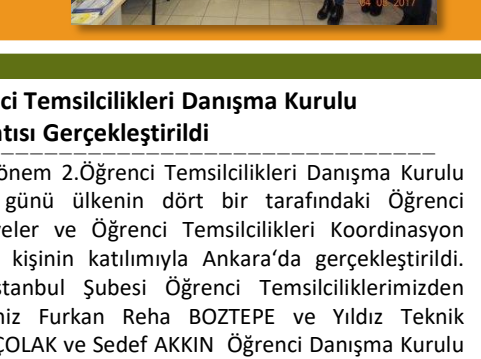 04 05 2017
ci Temsilcilikleri Danışma Kurulu
tısı Gerçekleştirildi
önem 2.Öğrenci Temsilcilikleri Danışma Kurulu
günü ülkenin dört bir tarafındaki Öğrenci
eler ve Öğrenci Temsilcilikleri Koordinasyon
kişinin katılımıyla Ankara‘da gerçekleştirildi.
stanbul Şubesi Öğrenci Temsilciliklerimizden
niz Furkan Reha BOZTEPE ve Yıldız Teknik
ÇOLAK ve Sedef AKKIN Öğrenci Danışma Kurulu